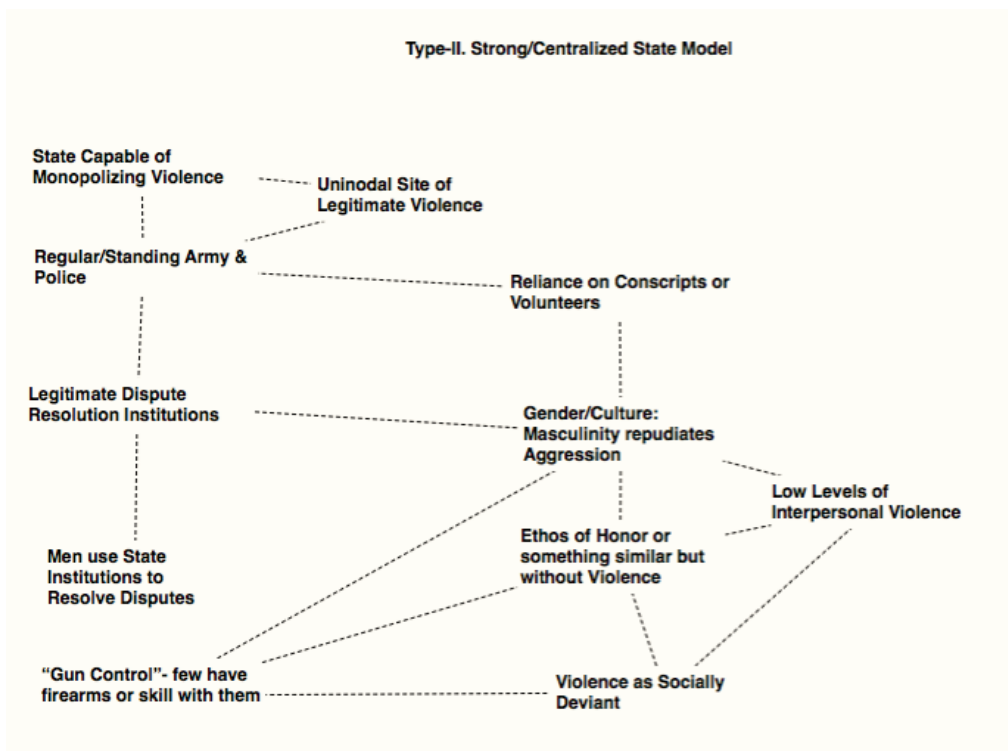 Type-II. Strong/Centralized State Model
State Capable of
Monopolizing Violence
Uninodal Site of
Legitimate Violence
Regular/Standing Army &
Police
Reliance on Conscripts or
Volunteers
Legitimate Dispute
Resolution Institutions
Gender/Culture:
Masculinity repudiates
Aggression
Low Levels of
Interpersonal Violence
Ethos of Honor or
something similar but
without Violence
Men use State
Institutions to
Resolve Disputes
“Gun Control”- few have
firearms or skill with them
Violence as Socially
Deviant